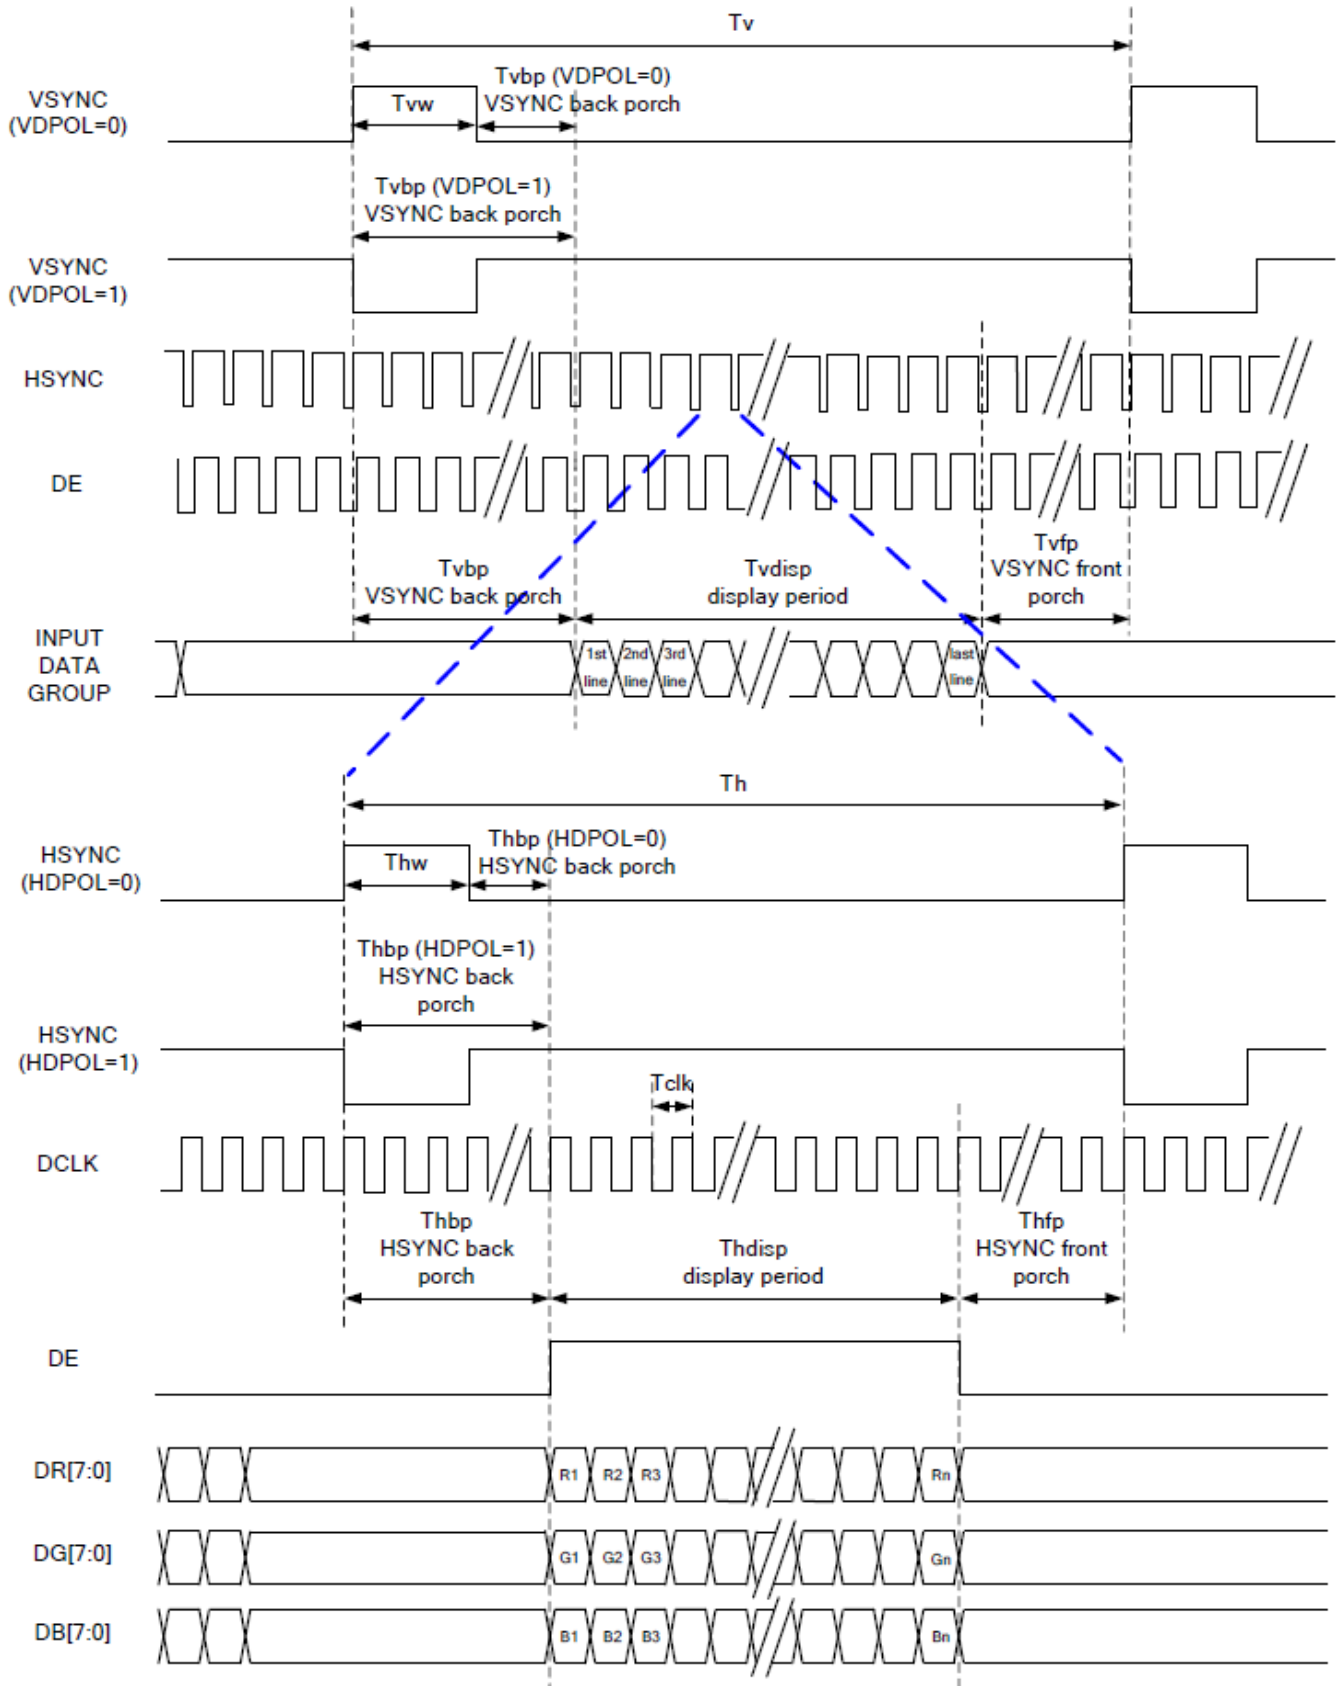 Tv
VSYNC
(VDPOL=0)
Tvw
Tvbp (VDPOL=0)
VSYNC back porch
Tvbp (VDPOL=1)
VSYNC back porch
VSYNC
(VDPOL=1)
HSYNC
DE
Tvbp
VSYNC back porch
Tvdisp
display period
Tvfp
VSYNC front
porch
INPUT
DATA
GROUP
1st
line
2nd
line
3rd
line
last
line
Th
HSYNC
(HDPOL=0)
Thw
Thbp (HDPOL=0)
HSYNC back porch
Thbp (HDPOL=1)
HSYNC back
porch
HSYNC
(HDPOL=1)
Tclk
DCLK
Thbp
HSYNC back
porch
Thdisp
display period
Thfp
HSYNC front
porch
DE
DR[7:0]
R1 R2 R3 Rn
DG[7:0]
G1 G2 G3 Gn
DB[7:0]
B1 B2 B3 Bn